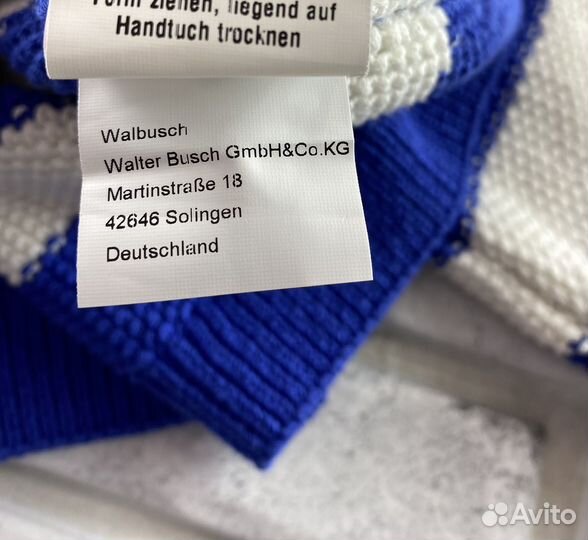 Form ziehen, liegend auf
Handtuch trocknen
Walbusch
Walter Busch GmbH&Co.KG
Martinstraße 18
42646 Solingen
Deutschland
Avito